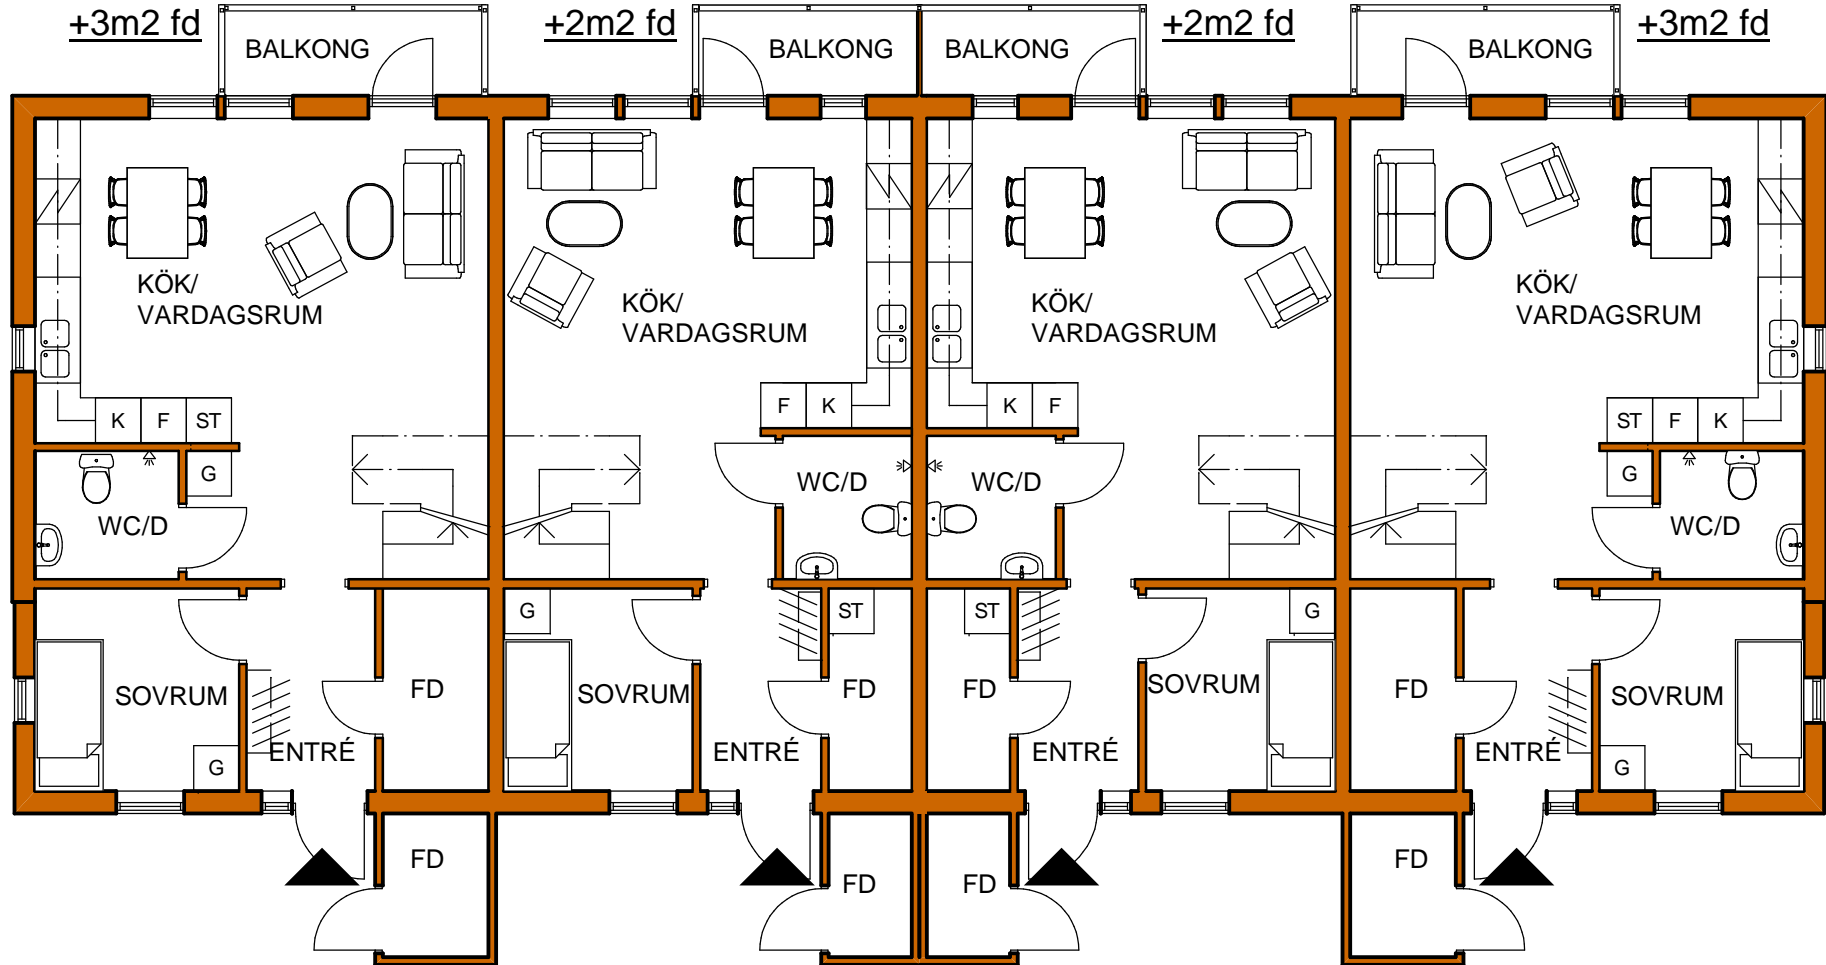 +3m2 fd
+2m2 fd
+2m2 fd
+3m2 fd
BALKONG
BALKONG
BALKONG
BALKONG
KÖK/
VARDAGSRUM
KÖK/
VARDAGSRUM
KÖK/
VARDAGSRUM
KÖK/
VARDAGSRUM
K
F
ST
F
K
K
F
ST
F
K
G
WC/D
WC/D
WC/D
G
WC/D
G
ST
ST
G
SOVRUM
FD
SOVRUM
FD
FD
SOVRUM
FD
SOVRUM
G
ENTRÉ
ENTRÉ
ENTRÉ
ENTRÉ
G
FD
FD
FD
FD